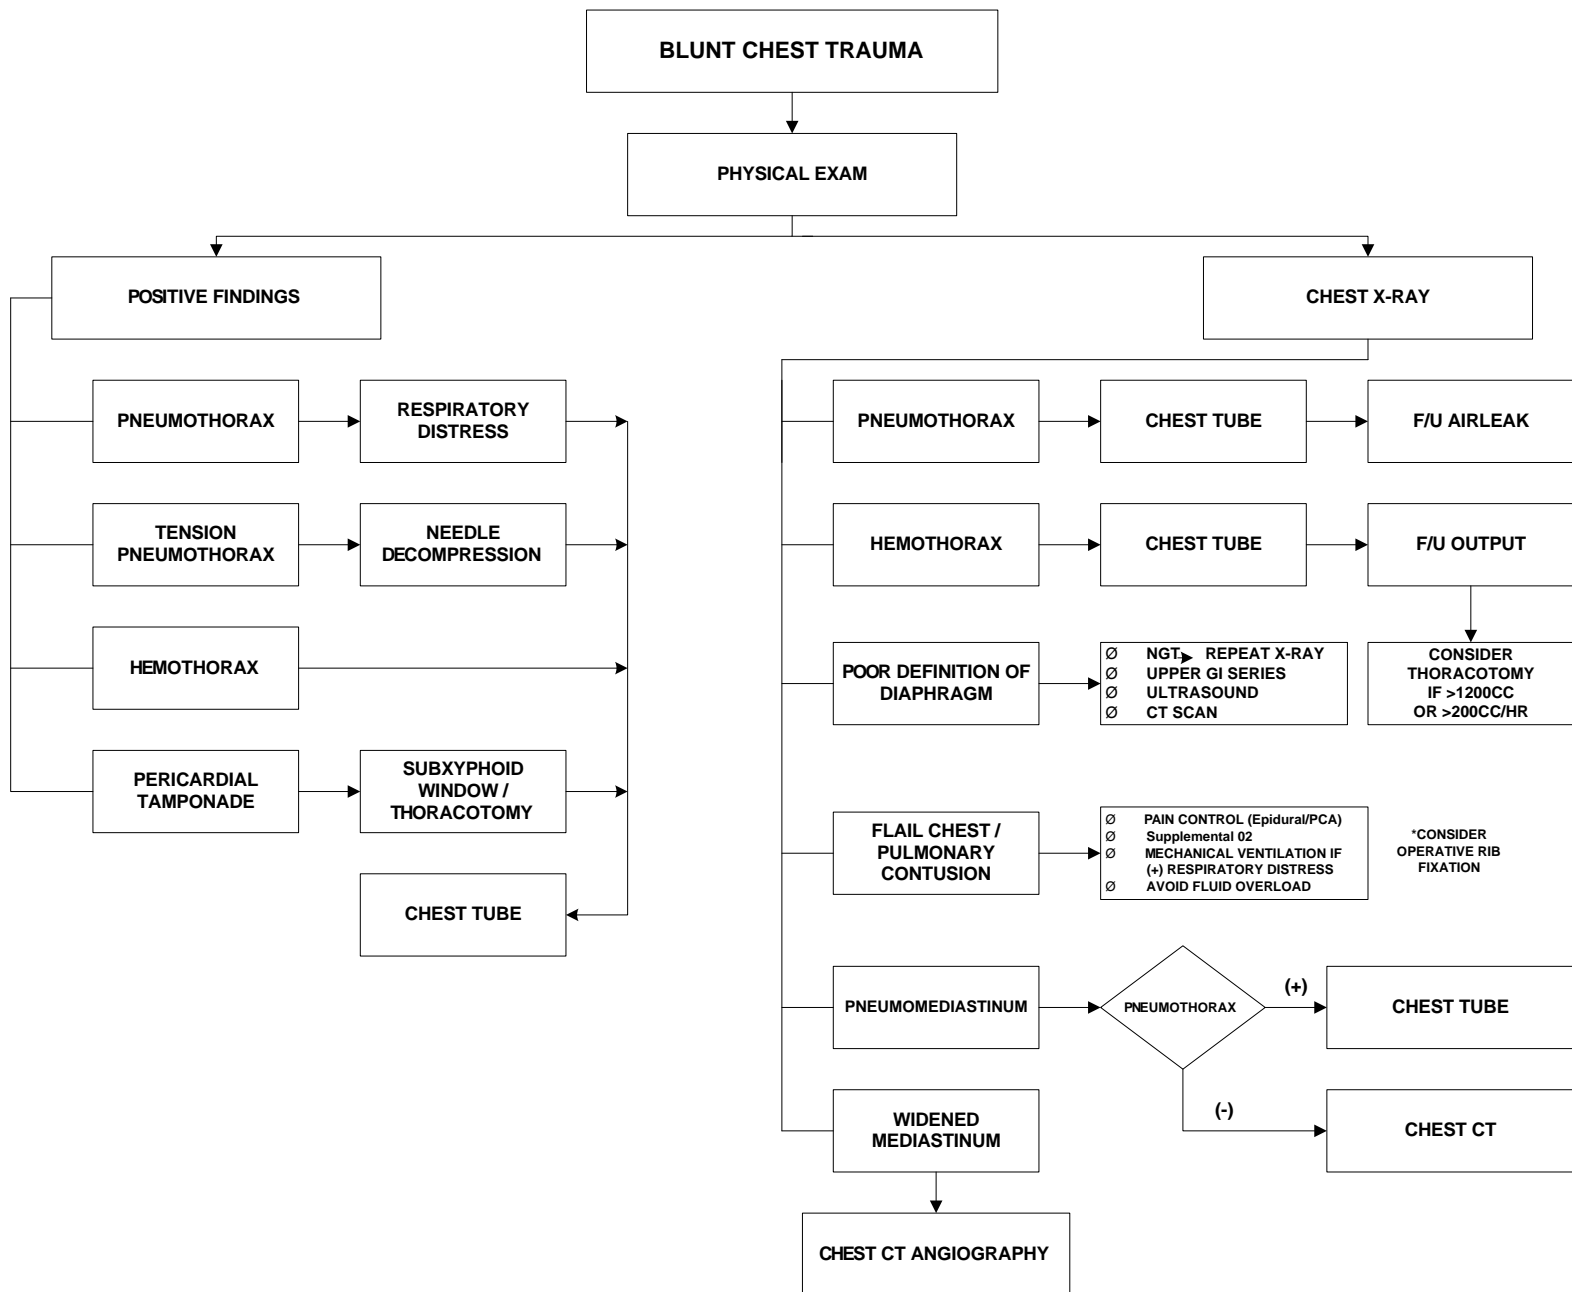 BLUNT CHEST TRAUMA
PHYSICAL EXAM
POSITIVE FINDINGS
CHEST X-RAY
PNEUMOTHORAX
RESPIRATORY
DISTRESS
TENSION
PNEUMOTHORAX
NEEDLE
DECOMPRESSION
HEMOTHORAX
PERICARDIAL
TAMPONADE
SUBXYPHOID
WINDOW /
THORACOTOMY
CHEST TUBE
PNEUMOTHORAX
CHEST TUBE
F/U AIRLEAK
HEMOTHORAX
CHEST TUBE
F/U OUTPUT
CONSIDER
THORACOTOMY
IF >1200CC
OR >200CC/HR
POOR DEFINITION OF
DIAPHRAGM
Ø NGT REPEAT X-RAY
Ø UPPER GI SERIES
Ø ULTRASOUND
Ø CT SCAN
FLAIL CHEST /
PULMONARY
CONTUSION
Ø PAIN CONTROL (Epidural/PCA)
Ø Supplemental 02
Ø MECHANICAL VENTILATION IF
(+) RESPIRATORY DISTRESS
Ø AVOID FLUID OVERLOAD
*CONSIDER
OPERATIVE RIB
FIXATION
PNEUMOMEDIASTINUM
PNEUMOTHORAX
(+)
CHEST TUBE
(-)
CHEST CT
WIDENED
MEDIASTINUM
CHEST CT ANGIOGRAPHY